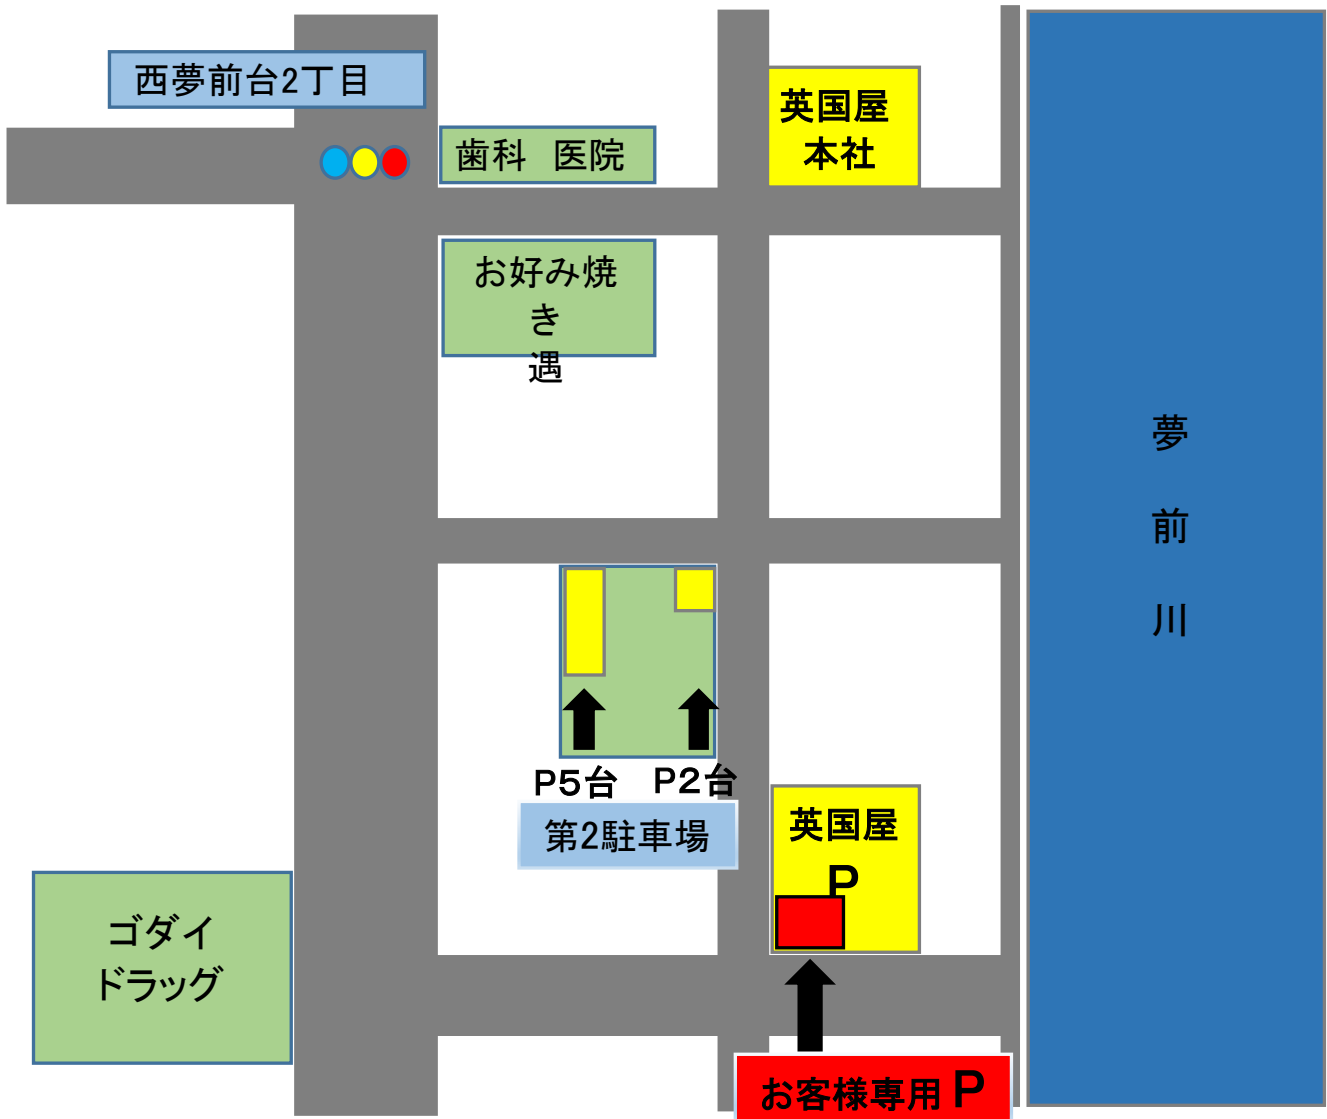 西夢前台2丁目
英国屋
本社
歯科　医院
お好み焼
き
遇
夢
前
川
P5台
P2台
第2駐車場
英国屋
P
ゴダイ
ドラッグ
お客様専用 P